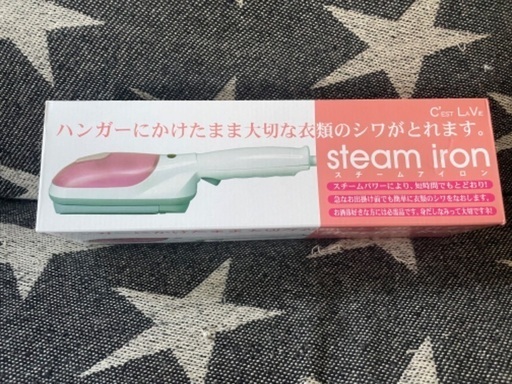 C'EST LAVIE
ハンガーにかけたまま大切な衣類のシワがとれます。
steam iron
スチームアイロン
スチームパワーにより、短時間でもとどおり!
急なお出掛け前でも簡単に衣類のシワをなおします。
お洒落好きな方には必需品です。身だしなみって大切ですネ!